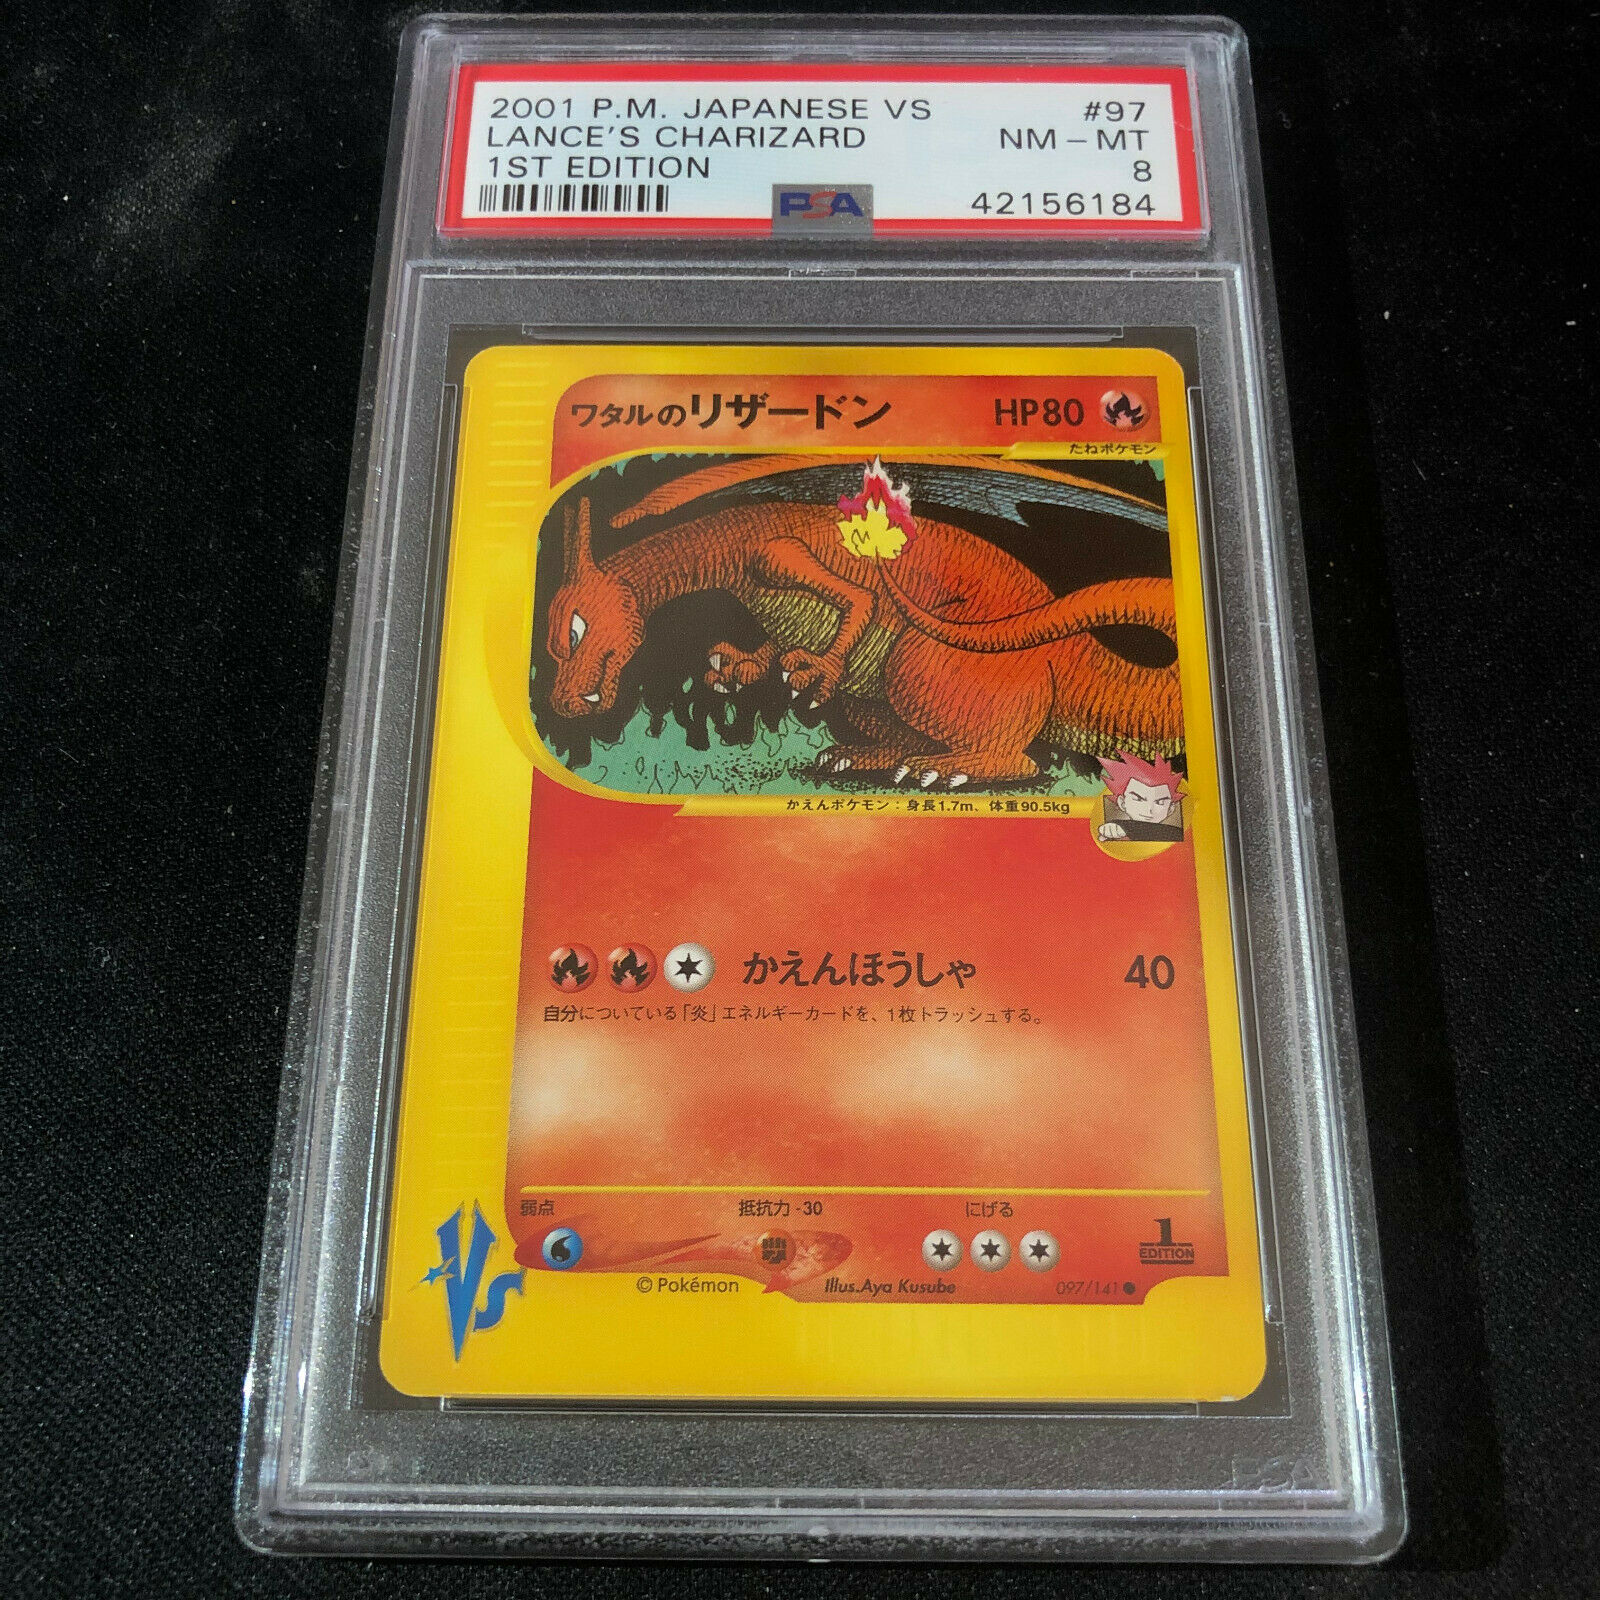 2001 P.M. JAPANESE VS #97
LANCE'S CHARIZARD NM - MT
1ST EDITION 8
PSA 42156184
ワタルのリザードン HP80
たねポケモン
かえんポケモン：身長1.7m、体重90.5kg
かえんほうしゃ 40
自分についている「炎」エネルギーカードを、1枚トラッシュする。
弱点 抵抗力 -30 にげる
1
EDITION
VS
© Pokémon Illus.Aya Kusube 097/141
PSA